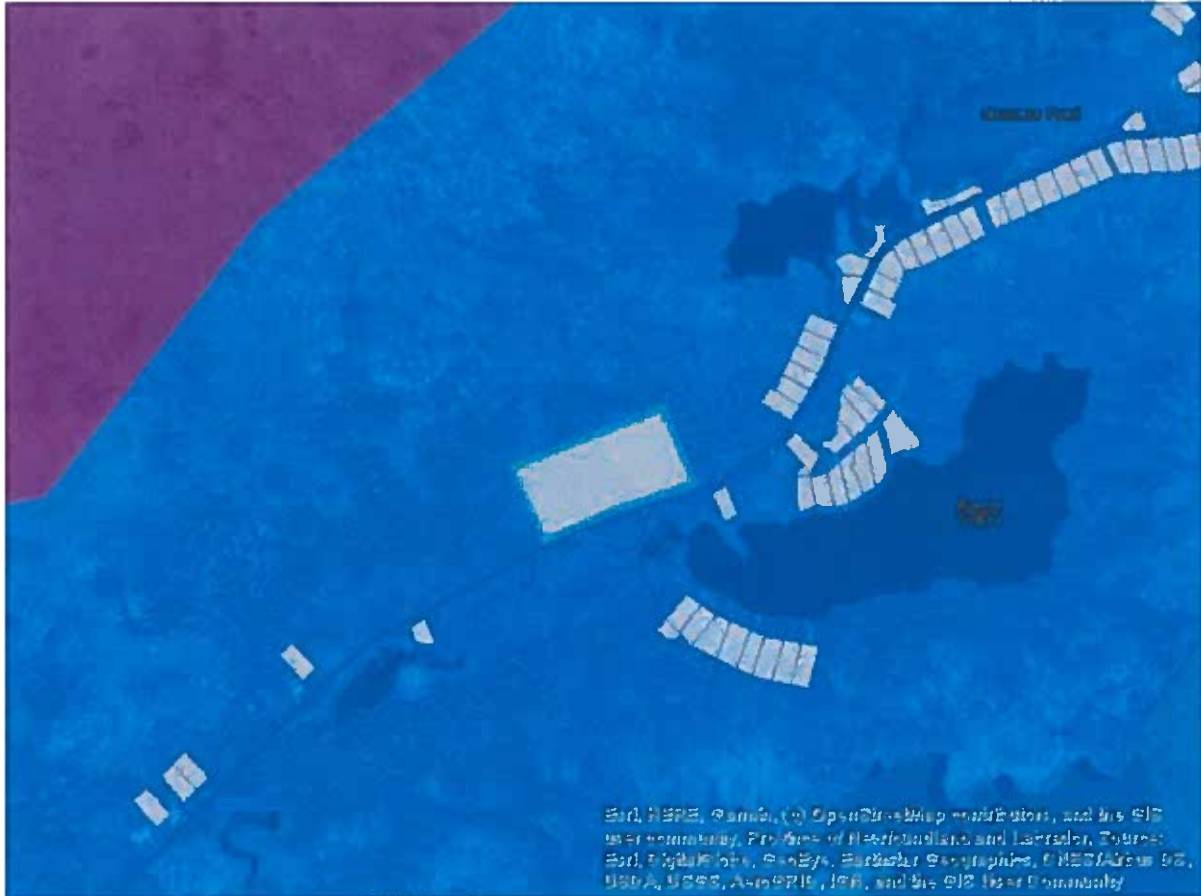 Esri, HERE, Garmin, (c) OpenStreetMap contributors, and the GIS
user community, Province of Newfoundland and Labrador, Source:
Esri, DigitalGlobe, GeoEye, Earthstar Geographics, CNES/Airbus DS,
USDA, USGS, AeroGRID, IGN, and the GIS User Community